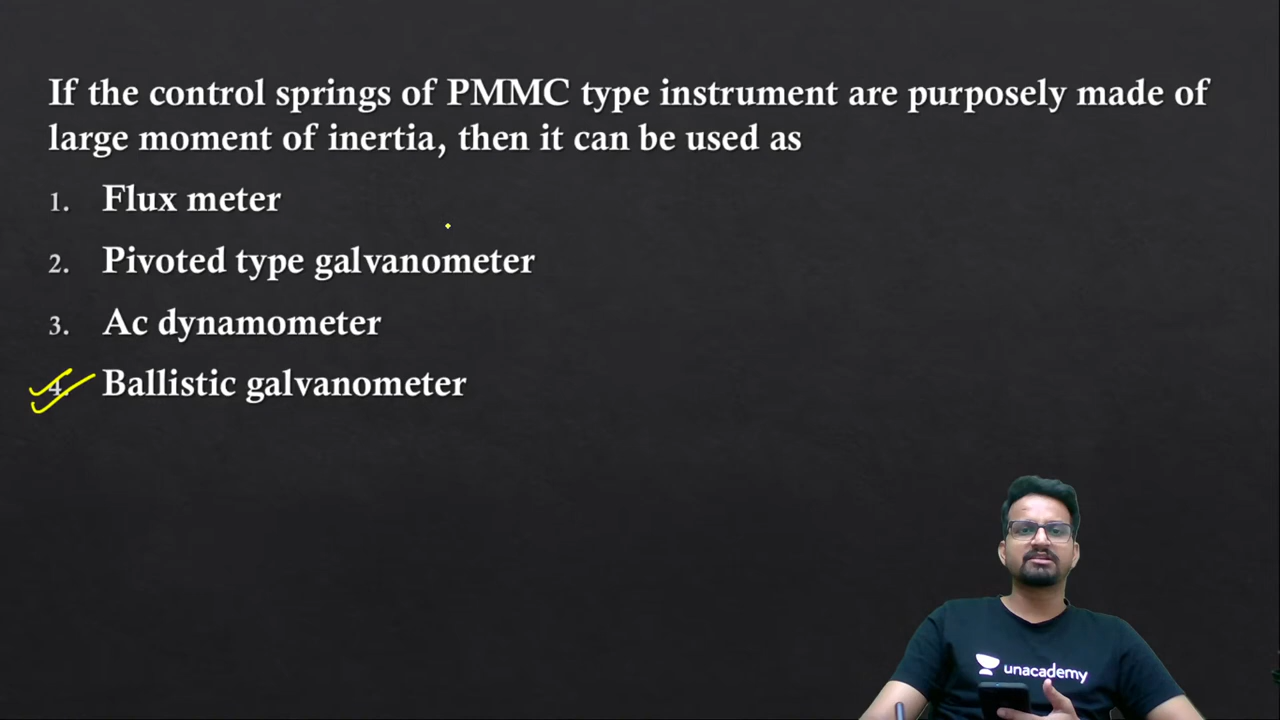 If the control springs of PMMC type instrument are purposely made of
large moment of inertia, then it can be used as
1. Flux meter
2. Pivoted type galvanometer
3. Ac dynamometer
4. Ballistic galvanometer
unacademy